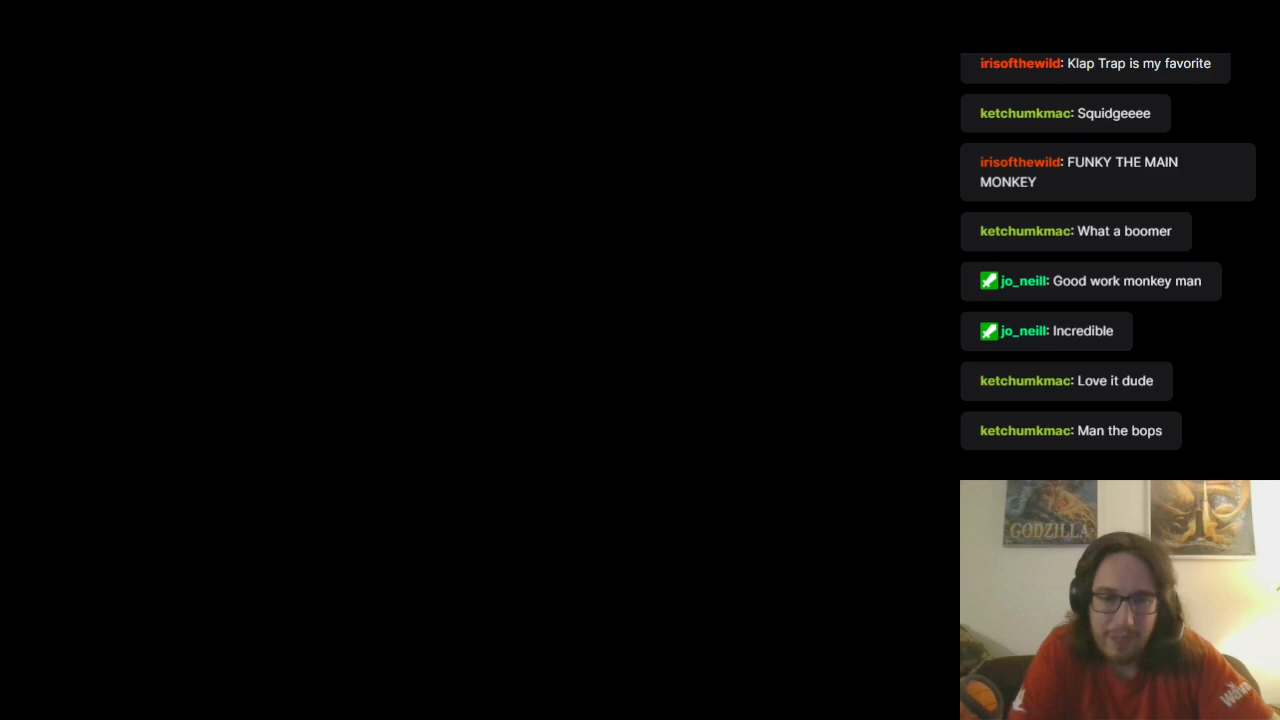 irisofthewild: Klap Trap is my favorite
ketchumkmac: Squidgeeee
irisofthewild: FUNKY THE MAIN
MONKEY
ketchumkmac: What a boomer
jo_neill: Good work monkey man
jo_neill: Incredible
ketchumkmac: Love it dude
ketchumkmac: Man the bops
GODZILLA
Wawa